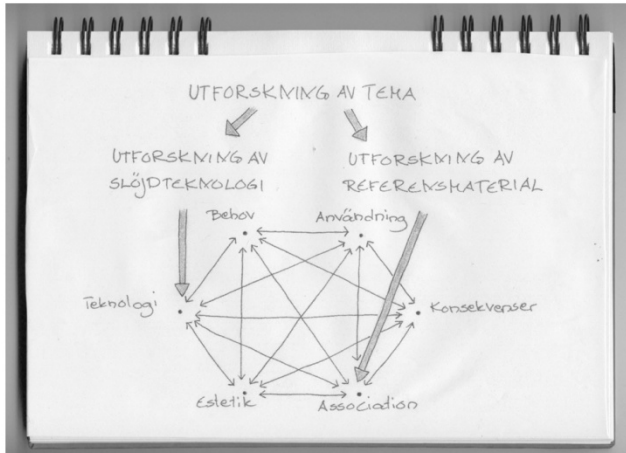 UTFORSKNING AV TEMA
UTFORSKNING AV
SLÖJDTEKNOLOGI
UTFORSKNING AV
REFERENSMATERIAL
Behov
Användning
Teknologi
Konsekvenser
Estetik
Association